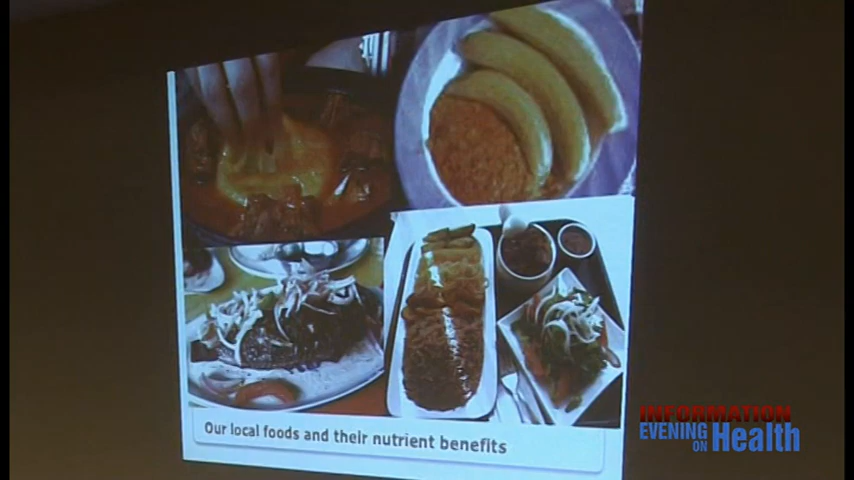 Our local foods and their nutrient benefits
INFORMATION
EVENING
ON Health